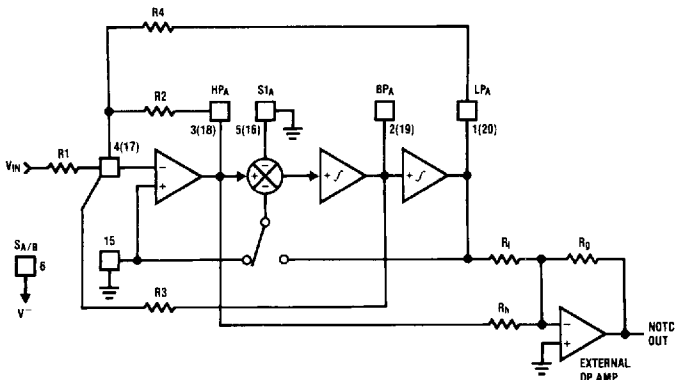 R4
R2
HPA
S1A
BPA
LPA
3(18)
5(16)
2(19)
1(20)
R1
4(17)
VIN
−
+
+
−
−
+ ∫
+ ∫
SA/B
6
V−
15
R3
Rl
Rg
Rh
−
+
NOTC
OUT
EXTERNAL
OP AMP